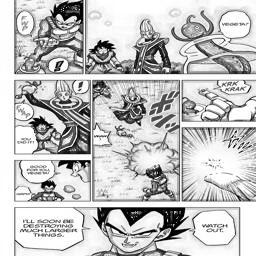 VEGETA?
KRK
KRAK
YOU
DID IT!
GOOD
FOR YOU,
VEGETA!
I'LL SOON BE
DESTROYING
MUCH LARGER
THINGS.
WATCH
OUT.